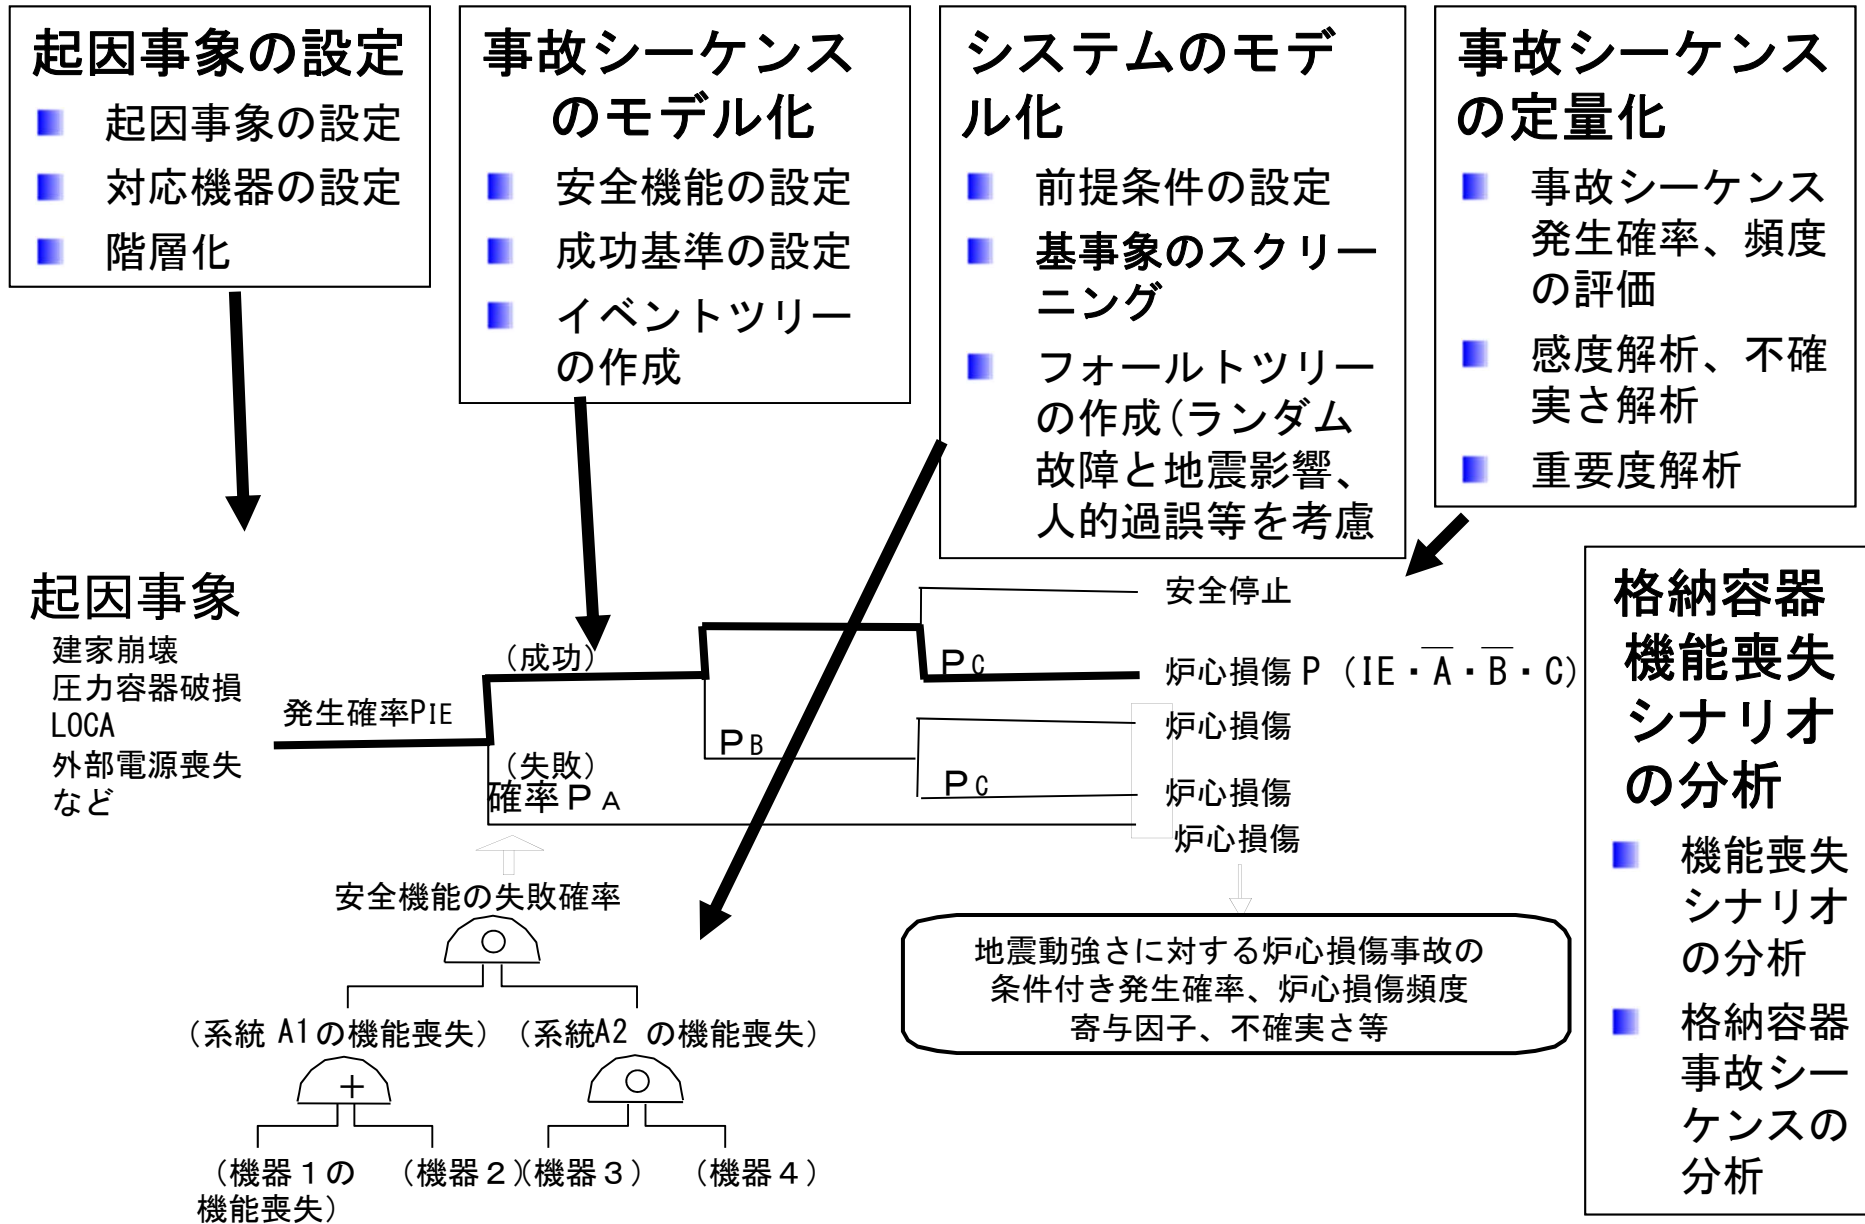 起因事象の設定
起因事象の設定
対応機器の設定
階層化
事故シーケンス
のモデル化
安全機能の設定
成功基準の設定
イベントツリー
の作成
システムのモデ
ル化
前提条件の設定
基事象のスクリー
ニング
フォールトツリー
の作成(ランダム
故障と地震影響、
人的過誤等を考慮
事故シーケンス
の定量化
事故シーケンス
発生確率、頻度
の評価
感度解析、不確
実さ解析
重要度解析
格納容器
機能喪失
シナリオ
の分析
機能喪失
シナリオ
の分析
格納容器
事故シー
ケンスの
分析
起因事象
建家崩壊
圧力容器破損
LOCA
外部電源喪失
など
発生確率PIE
(成功)
(失敗)
確率PA
PB
PC
PC
安全停止
炉心損傷 P (IE・A̅・B̅・C)
炉心損傷
炉心損傷
炉心損傷
安全機能の失敗確率
(系統 A1の機能喪失) (系統A2 の機能喪失)
+
(機器1の
機能喪失)
(機器2)(機器3) (機器4)
地震動強さに対する炉心損傷事故の
条件付き発生確率、炉心損傷頻度
寄与因子、不確実さ等